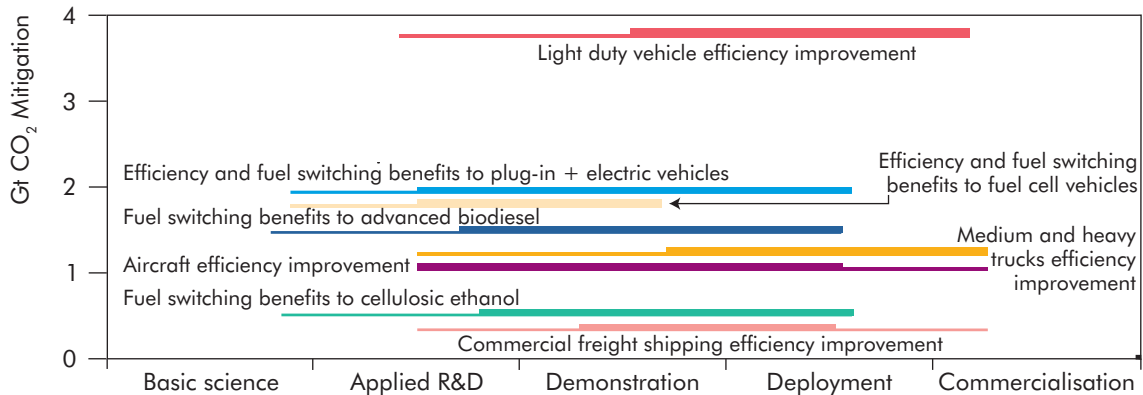 Gt CO₂ Mitigation
4
3
2
1
0
Light duty vehicle efficiency improvement
Efficiency and fuel switching benefits to plug-in + electric vehicles
Efficiency and fuel switching
benefits to fuel cell vehicles
Fuel switching benefits to advanced biodiesel
Medium and heavy
trucks efficiency
improvement
Aircraft efficiency improvement
Fuel switching benefits to cellulosic ethanol
Commercial freight shipping efficiency improvement
Basic science
Applied R&D
Demonstration
Deployment
Commercialisation